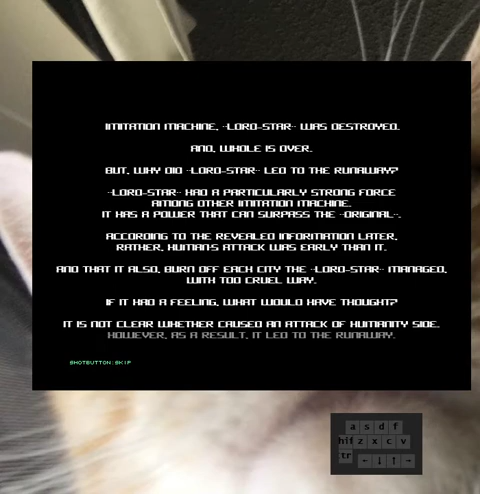 IMITATION MACHINE, -LORD-STAR- WAS DESTROYED.
AND, WHOLE IS OVER.
BUT, WHY DID -LORD-STAR- LED TO THE RUNAWAY?
-LORD-STAR- HAD A PARTICULARLY STRONG FORCE
AMONG OTHER IMITATION MACHINE.
IT HAS A POWER THAT CAN SURPASS THE -ORIGINAL-.
ACCORDING TO THE REVEALED INFORMATION LATER,
RATHER, HUMANS ATTACK WAS EARLY THAN IT.
AND THAT IT ALSO, BURN OFF EACH CITY THE -LORD-STAR- MANAGED,
WITH TOO CRUEL WAY.
IF IT HAD A FEELING, WHAT WOULD HAVE THOUGHT?
IT IS NOT CLEAR WHETHER CAUSED AN ATTACK OF HUMANITY SIDE.
HOWEVER, AS A RESULT, IT LED TO THE RUNAWAY.
SHOTBUTTON:SKIP
a s d f
z x c v
← ↓ ↑ →